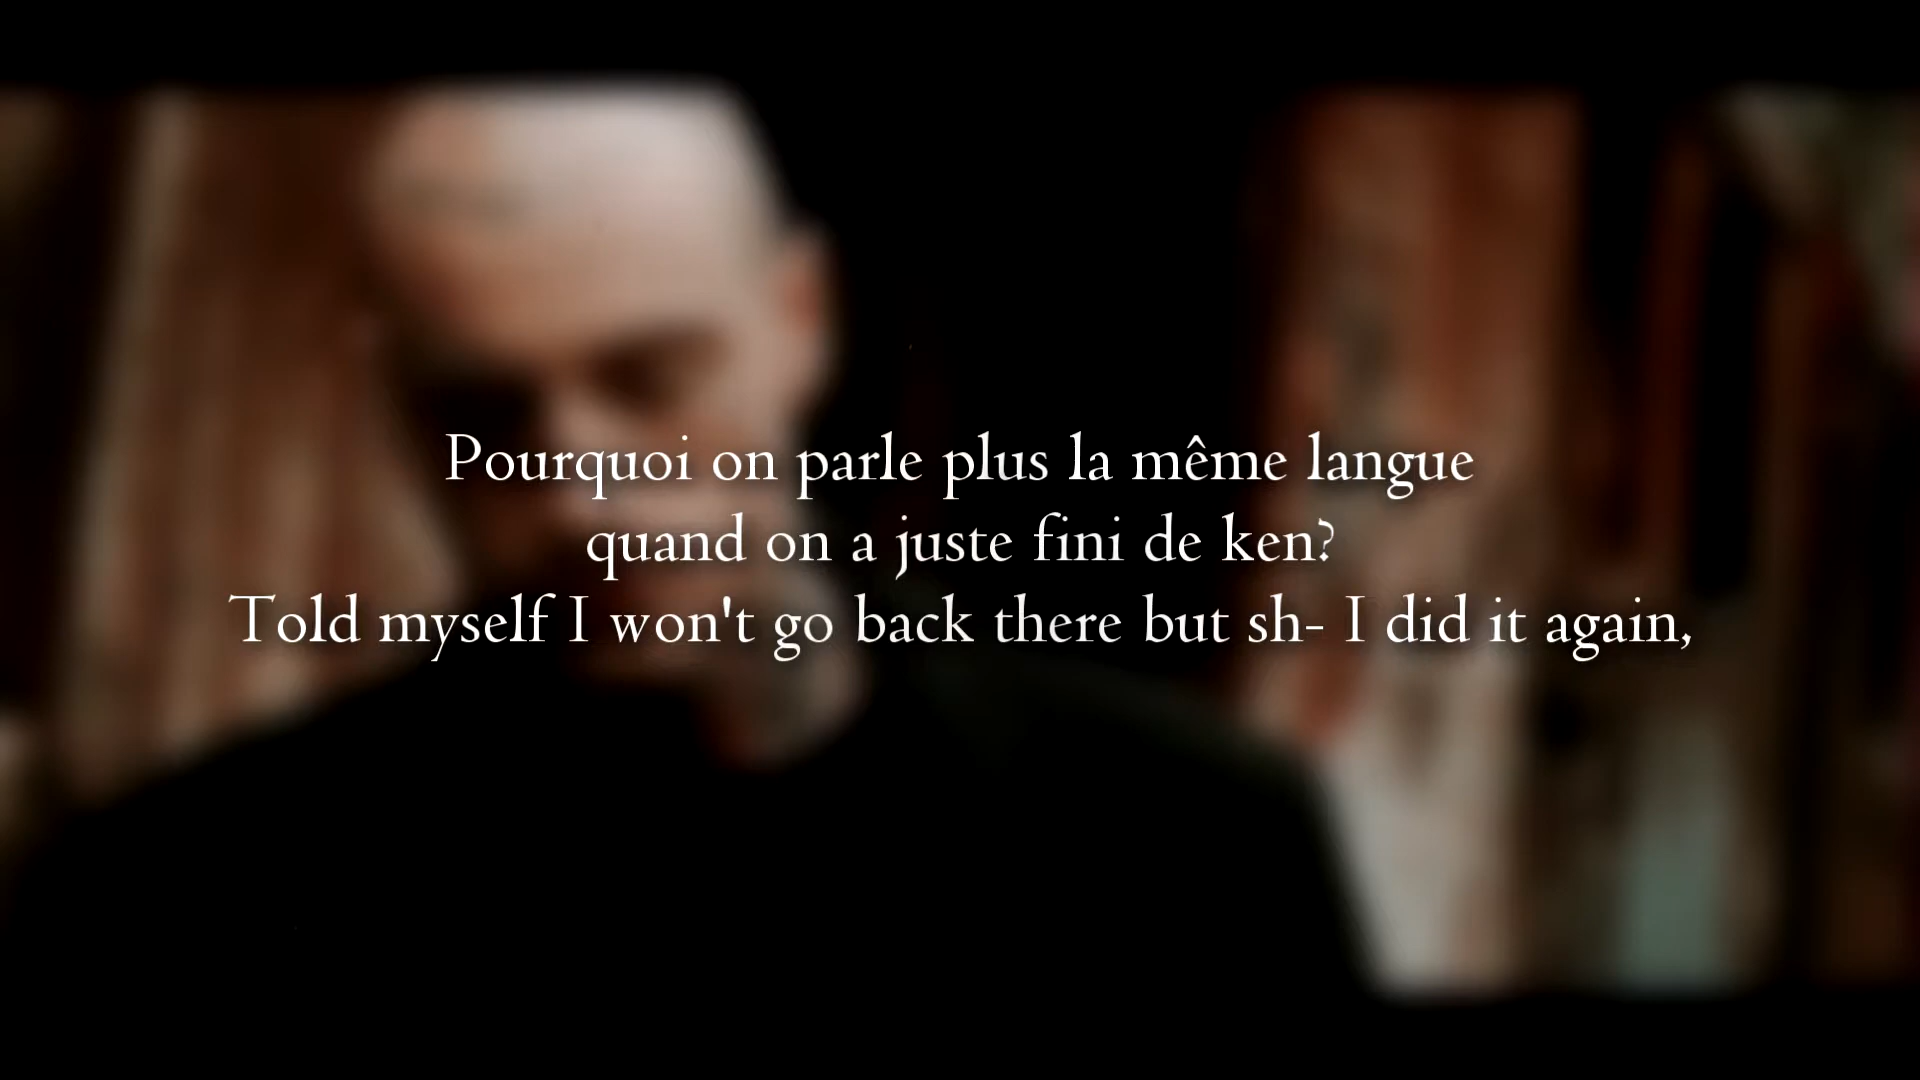 Pourquoi on parle plus la même langue
quand on a juste fini de ken?
Told myself I won't go back there but sh- I did it again,